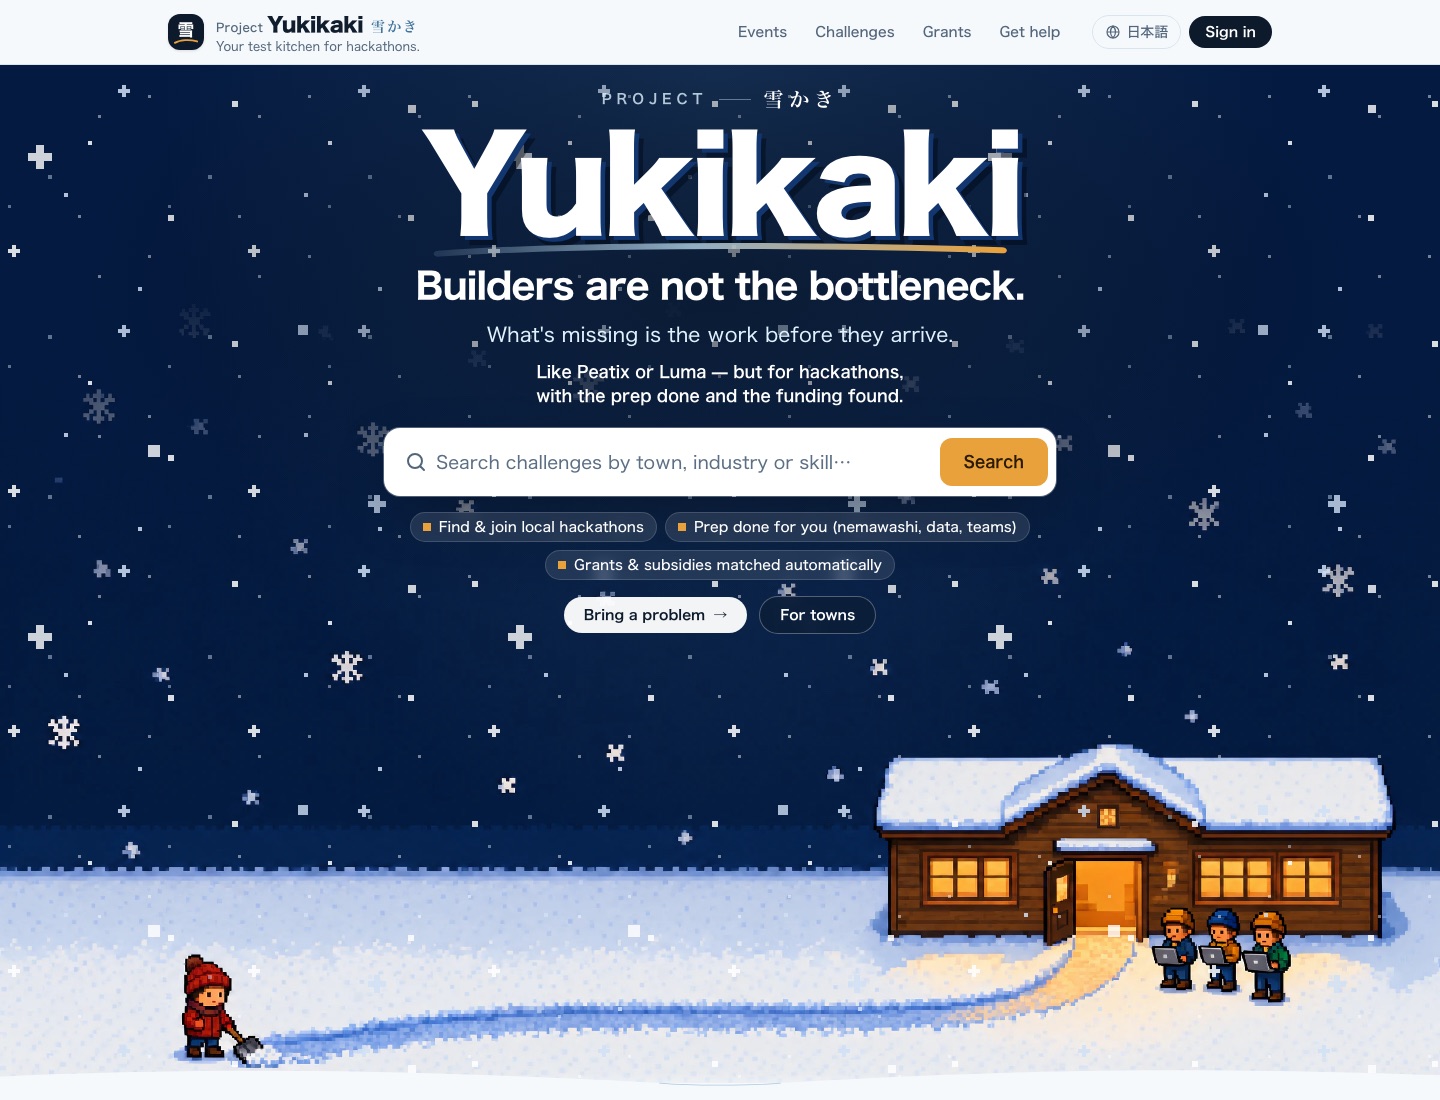 雪
Project Yukikaki 雪かき
Your test kitchen for hackathons.
Events
Challenges
Grants
Get help
日本語
Sign in
PROJECT — 雪かき
Yukikaki
Builders are not the bottleneck.
What's missing is the work before they arrive.
Like Peatix or Luma — but for hackathons,
with the prep done and the funding found.
Search challenges by town, industry or skill…
Search
Find & join local hackathons
Prep done for you (nemawashi, data, teams)
Grants & subsidies matched automatically
Bring a problem →
For towns